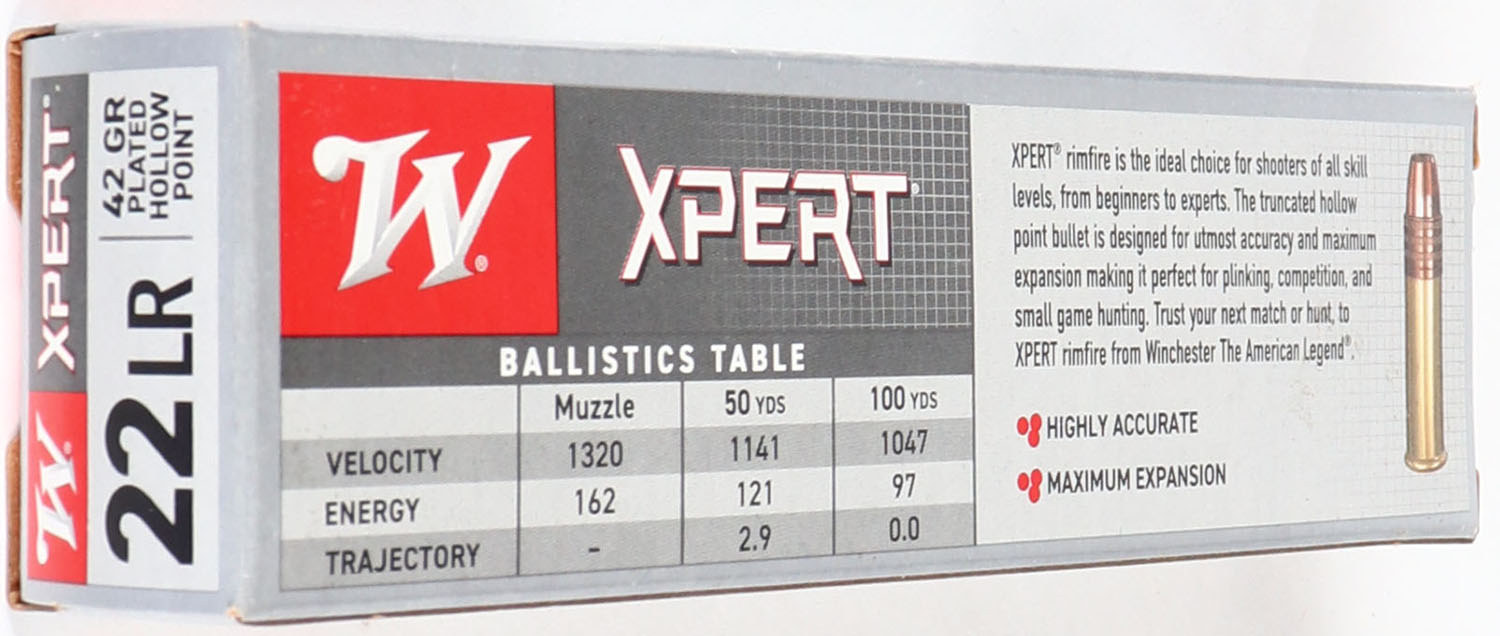 W®
XPERT®
22 LR
42 GR
PLATED
HOLLOW
POINT
W®
XPERT®
BALLISTICS TABLE
Muzzle 50 YDS 100 YDS
VELOCITY 1320 1141 1047
ENERGY 162 121 97
TRAJECTORY - 2.9 0.0
XPERT® rimfire is the ideal choice for shooters of all skill
levels, from beginners to experts. The truncated hollow
point bullet is designed for utmost accuracy and maximum
expansion making it perfect for plinking, competition, and
small game hunting. Trust your next match or hunt, to
XPERT rimfire from Winchester The American Legend®.
HIGHLY ACCURATE
MAXIMUM EXPANSION